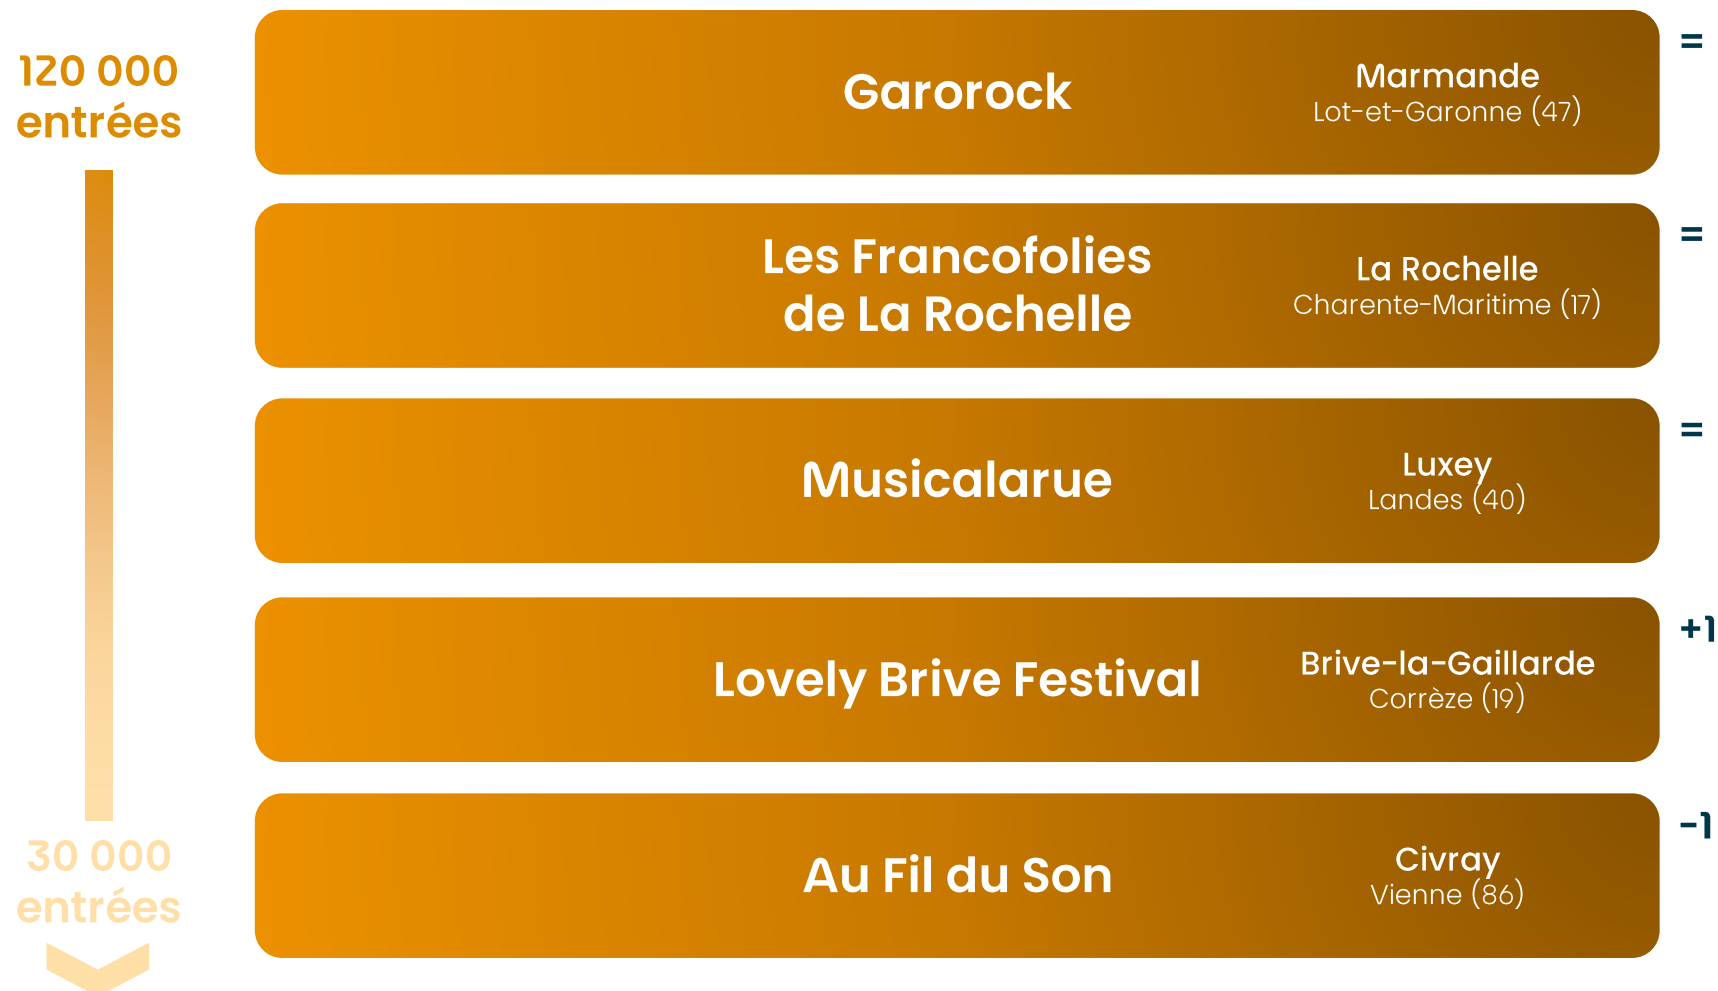 120 000
entrées
Garorock
Marmande
Lot-et-Garonne (47)
=
Les Francofolies
de La Rochelle
La Rochelle
Charente-Maritime (17)
=
Musicalarue
Luxey
Landes (40)
=
Lovely Brive Festival
Brive-la-Gaillarde
Corrèze (19)
+1
Au Fil du Son
Civray
Vienne (86)
-1
30 000
entrées